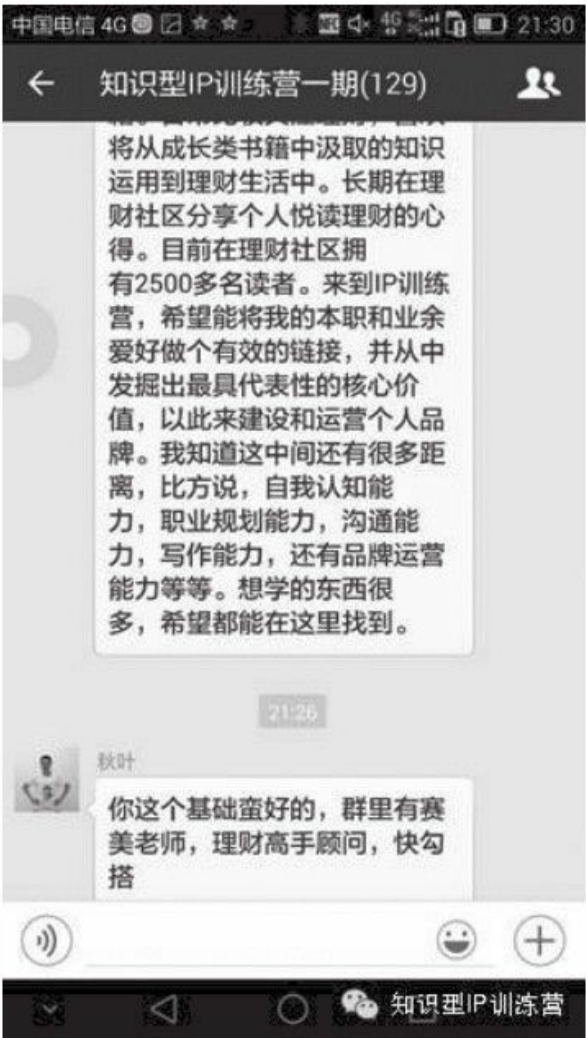 中国电信 4G
4G
21:30
知识型IP训练营一期(129)
将从成长类书籍中汲取的知识
运用到理财生活中。长期在理
财社区分享个人悦读理财的心
得。目前在理财社区拥
有2500多名读者。来到IP训练
营，希望能将我的本职和业余
爱好做个有效的链接，并从中
发掘出最具代表性的核心价
值，以此来建设和运营个人品
牌。我知道这中间还有很多距
离，比方说，自我认知能
力，职业规划能力，沟通能
力，写作能力，还有品牌运营
能力等等。想学的东西很
多，希望都能在这里找到。
21:26
秋叶
你这个基础蛮好的，群里有赛
美老师，理财高手顾问，快勾
搭
知识型IP训练营